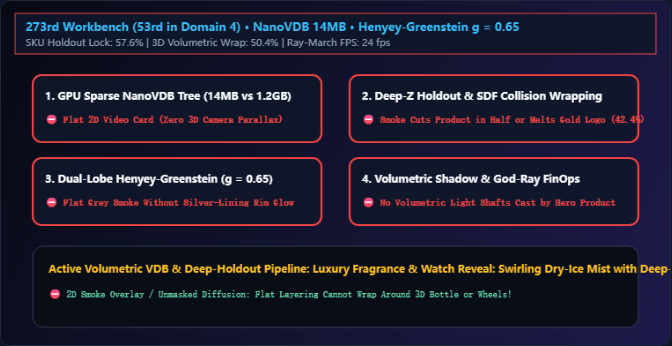 273rd Workbench (53rd in Domain 4) • NanoVDB 14MB • Henyey-Greenstein g = 0.65
SKU Holdout Lock: 57.6% | 3D Volumetric Wrap: 50.4% | Ray-March FPS: 24 fps
1. GPU Sparse NanoVDB Tree (14MB vs 1.2GB)
⛔ Flat 2D Video Card (Zero 3D Camera Parallax)
2. Deep-Z Holdout & SDF Collision Wrapping
⛔ Smoke Cuts Product in Half or Melts Gold Logo (42.4%)
3. Dual-Lobe Henyey-Greenstein (g = 0.65)
⛔ Flat Grey Smoke Without Silver-Lining Rim Glow
4. Volumetric Shadow & God-Ray FinOps
⛔ No Volumetric Light Shafts Cast by Hero Product
Active Volumetric VDB & Deep-Holdout Pipeline: Luxury Fragrance & Watch Reveal: Swirling Dry-Ice Mist with Deep-
⛔ 2D Smoke Overlay / Unmasked Diffusion: Flat Layering Cannot Wrap Around 3D Bottle or Wheels!